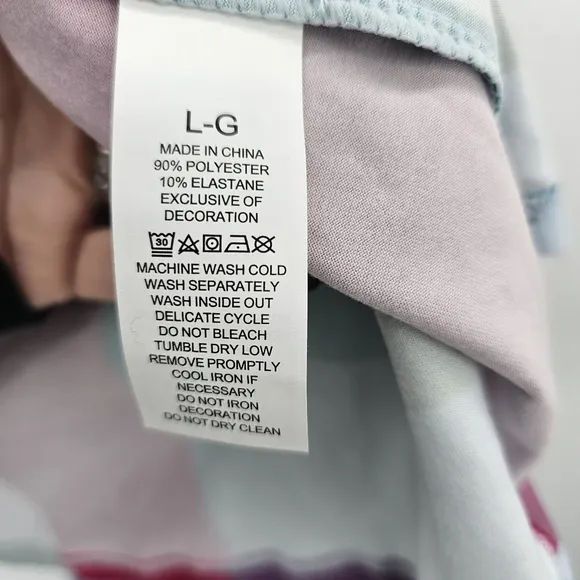 L-G
MADE IN CHINA
90% POLYESTER
10% ELASTANE
EXCLUSIVE OF
DECORATION
30
MACHINE WASH COLD
WASH SEPARATELY
WASH INSIDE OUT
DELICATE CYCLE
DO NOT BLEACH
TUMBLE DRY LOW
REMOVE PROMPTLY
COOL IRON IF
NECESSARY
DO NOT IRON
DECORATION
DO NOT DRY CLEAN